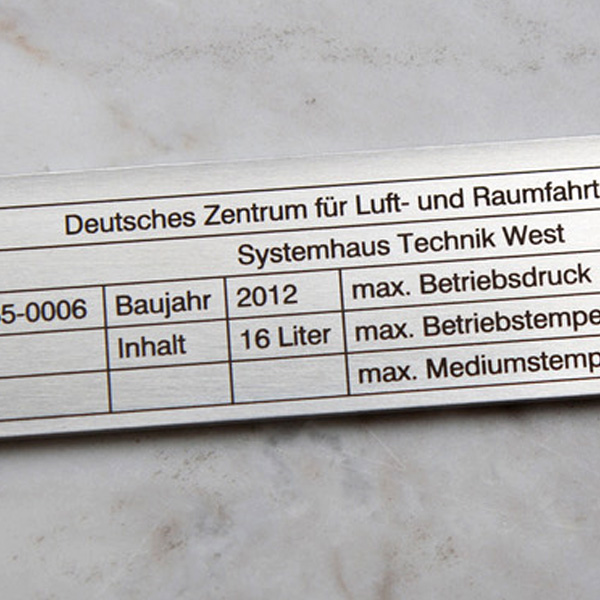 Deutsches Zentrum für Luft- und Raumfahrt
Systemhaus Technik West
5-0006 Baujahr 2012 max. Betriebsdruck
Inhalt 16 Liter max. Betriebstempe
max. Mediumstemp